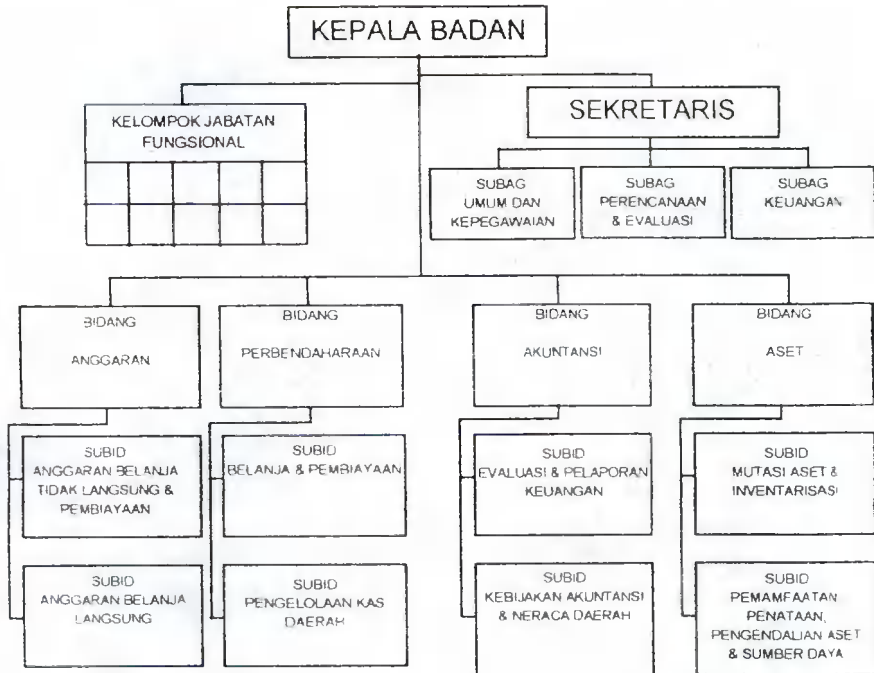 KEPALA BADAN
KELOMPOK JABATAN
FUNGSIONAL
SEKRETARIS
SUBAG
UMUM DAN
KEPEGAWAIAN
SUBAG
PERENCANAAN
& EVALUASI
SUBAG
KEUANGAN
BIDANG
ANGGARAN
BIDANG
PERBENDAHARAAN
BIDANG
AKUNTANSI
BIDANG
ASET
SUBID
ANGGARAN BELANJA
TIDAK LANGSUNG &
PEMBIAYAAN
SUBID
BELANJA & PEMBIAYAAN
SUBID
EVALUASI & PELAPORAN
KEUANGAN
SUBID
MUTASI ASET &
INVENTARISASI
SUBID
ANGGARAN BELANJA
LANGSUNG
SUBID
PENGELOLAAN KAS
DAERAH
SUBID
KEBIJAKAN AKUNTANSI
& NERACA DAERAH
SUBID
PEMAMFAATAN
PENATAAN,
PENGENDALIAN ASET
& SUMBER DAYA